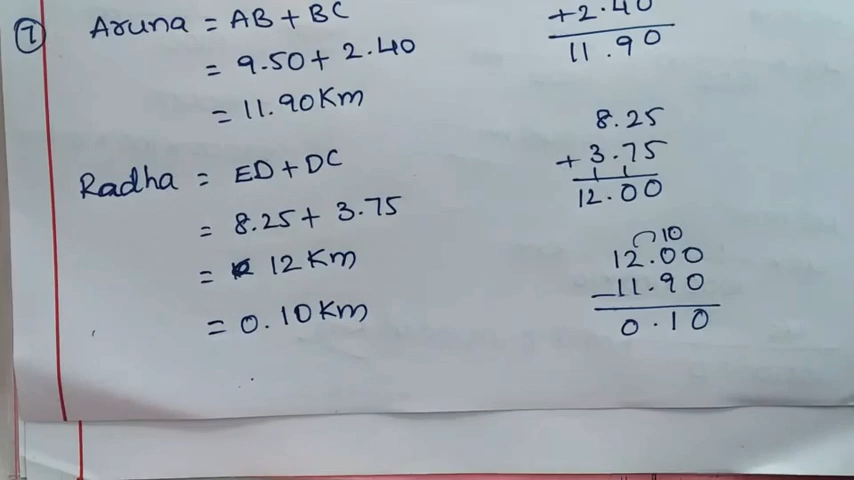 7 Aruna = AB + BC
= 9.50 + 2.40
= 11.90 Km
Radha = ED + DC
= 8.25 + 3.75
= 12 Km
= 0.10 Km
+2.40
11.90
8.25
+ 3.75
1 1
12.00
10
12.00
-11.90
0.10